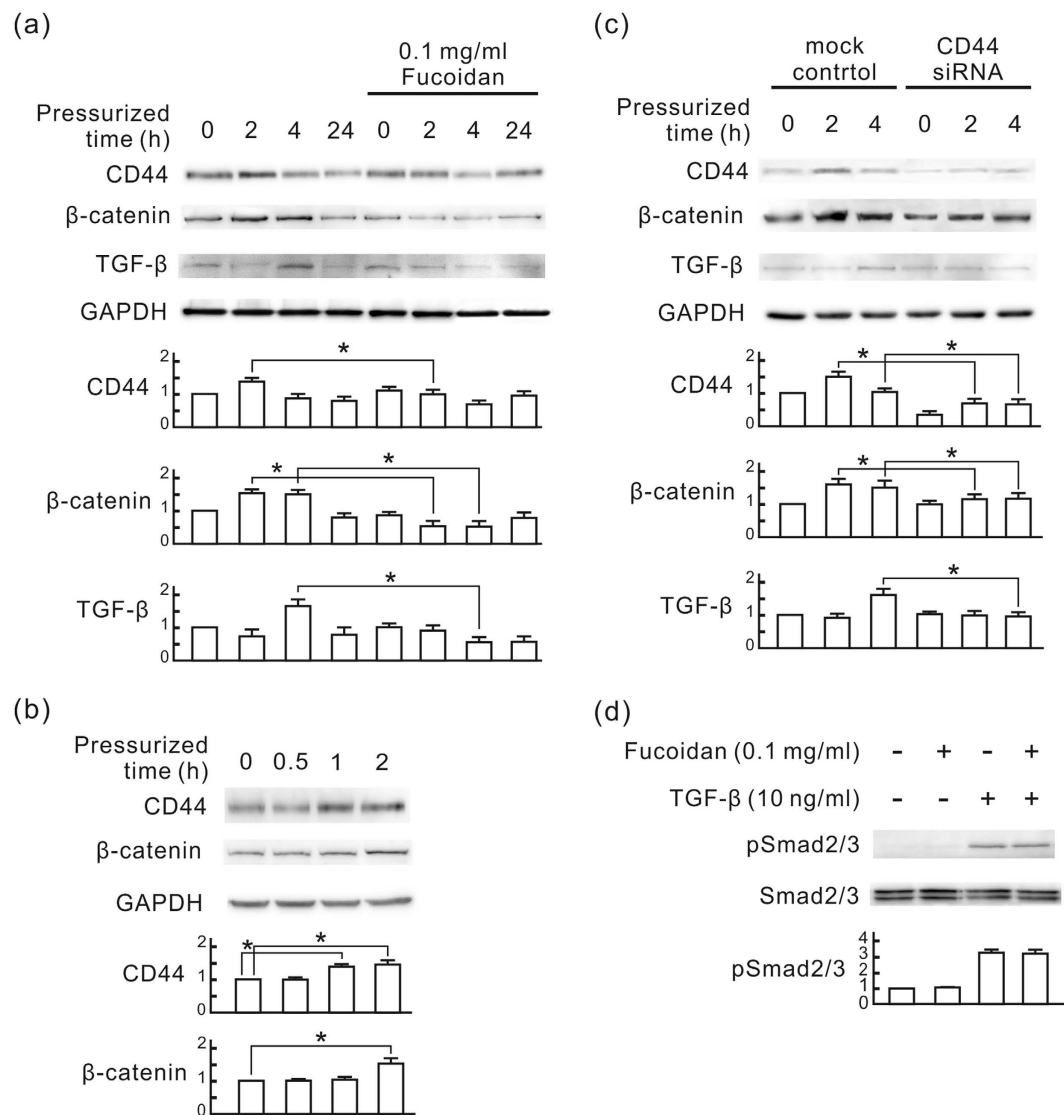 (a)
0.1 mg/ml
Fucoidan
Pressurized
time (h)
0 2 4 24 0 2 4 24
CD44
β-catenin
TGF-β
GAPDH
CD44
2
1
0
*
β-catenin
2
1
0
* *
TGF-β
2
1
0
*
(b)
Pressurized
time (h)
0 0.5 1 2
CD44
β-catenin
GAPDH
CD44
2
1
0
* *
β-catenin
2
1
0
*
(c)
mock
contrtol
CD44
siRNA
Pressurized
time (h)
0 2 4 0 2 4
CD44
β-catenin
TGF-β
GAPDH
CD44
2
1
0
* *
β-catenin
2
1
0
* *
TGF-β
2
1
0
*
(d)
Fucoidan (0.1 mg/ml) - + - +
TGF-β (10 ng/ml) - - + +
pSmad2/3
Smad2/3
pSmad2/3
4
3
2
1
0